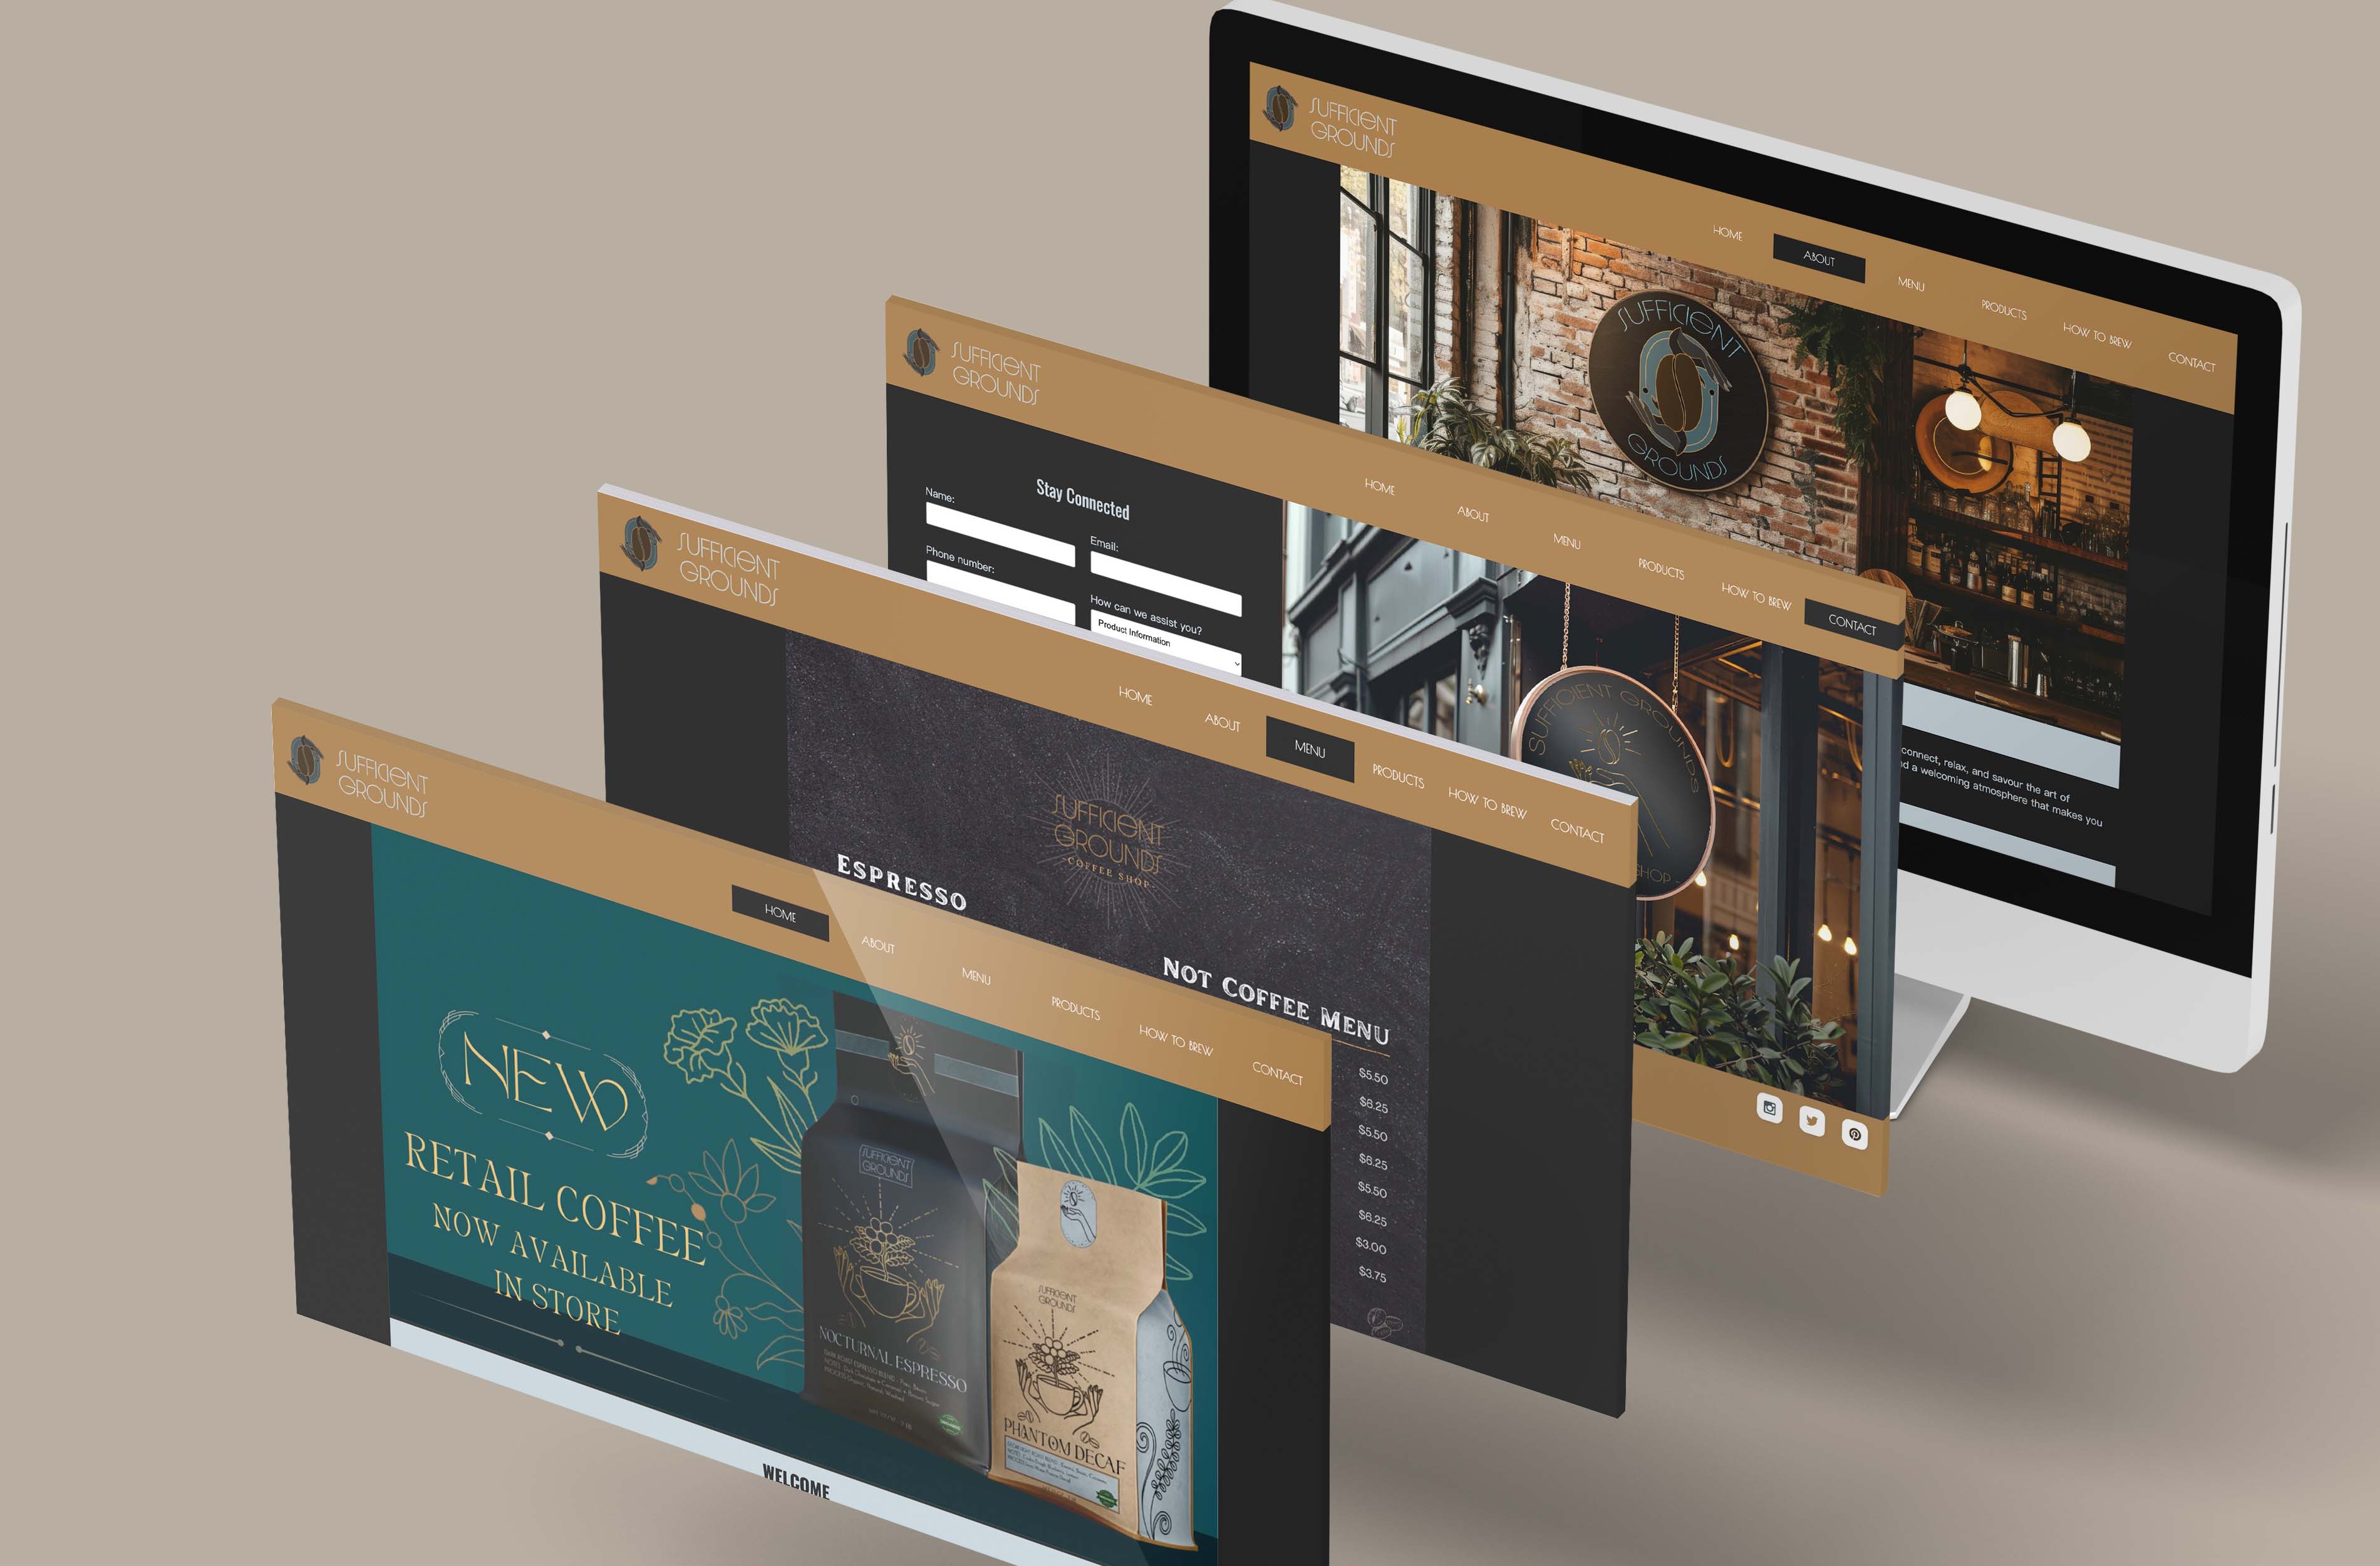 SUFFICIENT
GROUNDS
HOME
ABOUT
MENU
PRODUCTS
HOW TO BREW
CONTACT
SUFFICIENT
GROUNDS
connect, relax, and savour the art of
a welcoming atmosphere that makes you
SUFFICIENT
GROUNDS
HOME
ABOUT
MENU
PRODUCTS
HOW TO BREW
CONTACT
Stay Connected
Name:
Email:
Phone number:
How can we assist you?
Product Information
SUFFICIENT GROUNDS
SHOP
SUFFICIENT
GROUNDS
HOME
ABOUT
MENU
PRODUCTS
HOW TO BREW
CONTACT
SUFFICIENT
GROUNDS
COFFEE SHOP
ESPRESSO
NOT COFFEE MENU
$5.50
$6.25
$5.50
$6.25
$5.50
$6.25
$3.00
$3.75
SUFFICIENT
GROUNDS
HOME
ABOUT
MENU
PRODUCTS
HOW TO BREW
CONTACT
NEW
RETAIL COFFEE
NOW AVAILABLE
IN STORE
SUFFICIENT
GROUNDS
NOCTURNAL ESPRESSO
SUFFICIENT
GROUNDS
PHANTOM DECAF
WELCOME